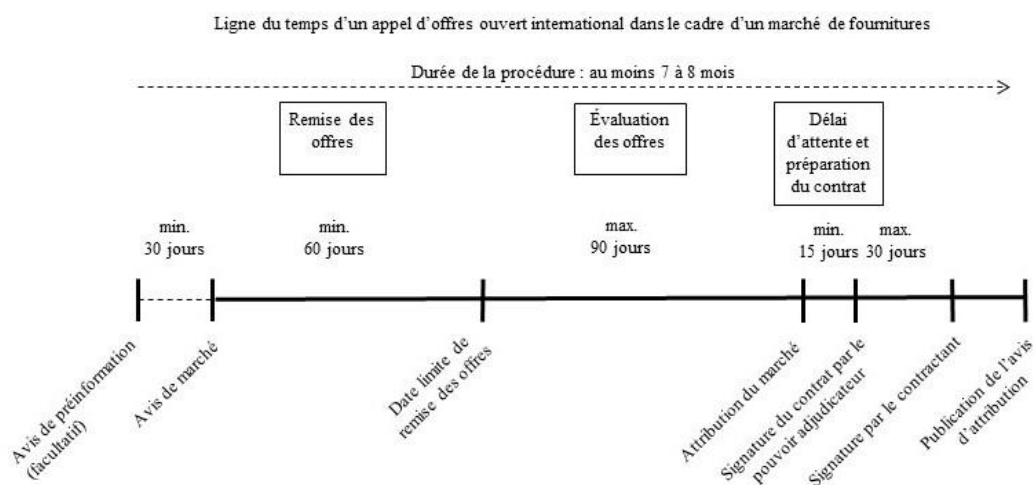 Ligne du temps d’un appel d’offres ouvert international dans le cadre d’un marché de fournitures
Durée de la procédure : au moins 7 à 8 mois
Remise des
offres
Évaluation
des offres
Délai
d’attente et
préparation
du contrat
min.
30 jours
min.
60 jours
max.
90 jours
min.
15 jours
max.
30 jours
Avis de préinformation
(facultatif)
Avis de marché
Date limite de
remise des offres
Attribution du marché
Signature du contrat par le
pouvoir adjudicateur
Signature par le contractant
Publication de l’avis
d’attribution